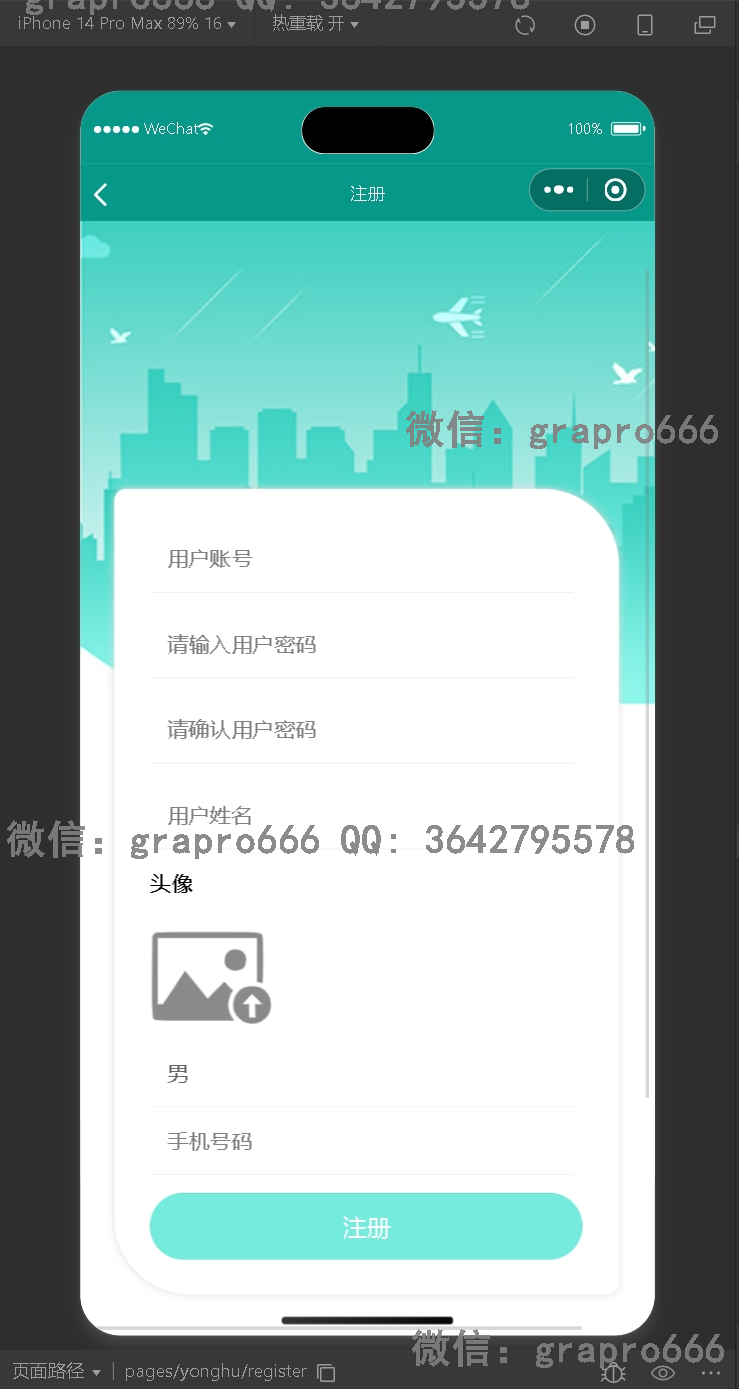 grapro666 QQ: 3642795578
iPhone 14 Pro Max 89% 16 热重载 开
WeChat 100%
注册
微信: grapro666
用户账号
请输入用户密码
请确认用户密码
用户姓名
微信: grapro666 QQ: 3642795578
头像
男
手机号码
注册
微信: grapro666
页面路径 pages/yonghu/register